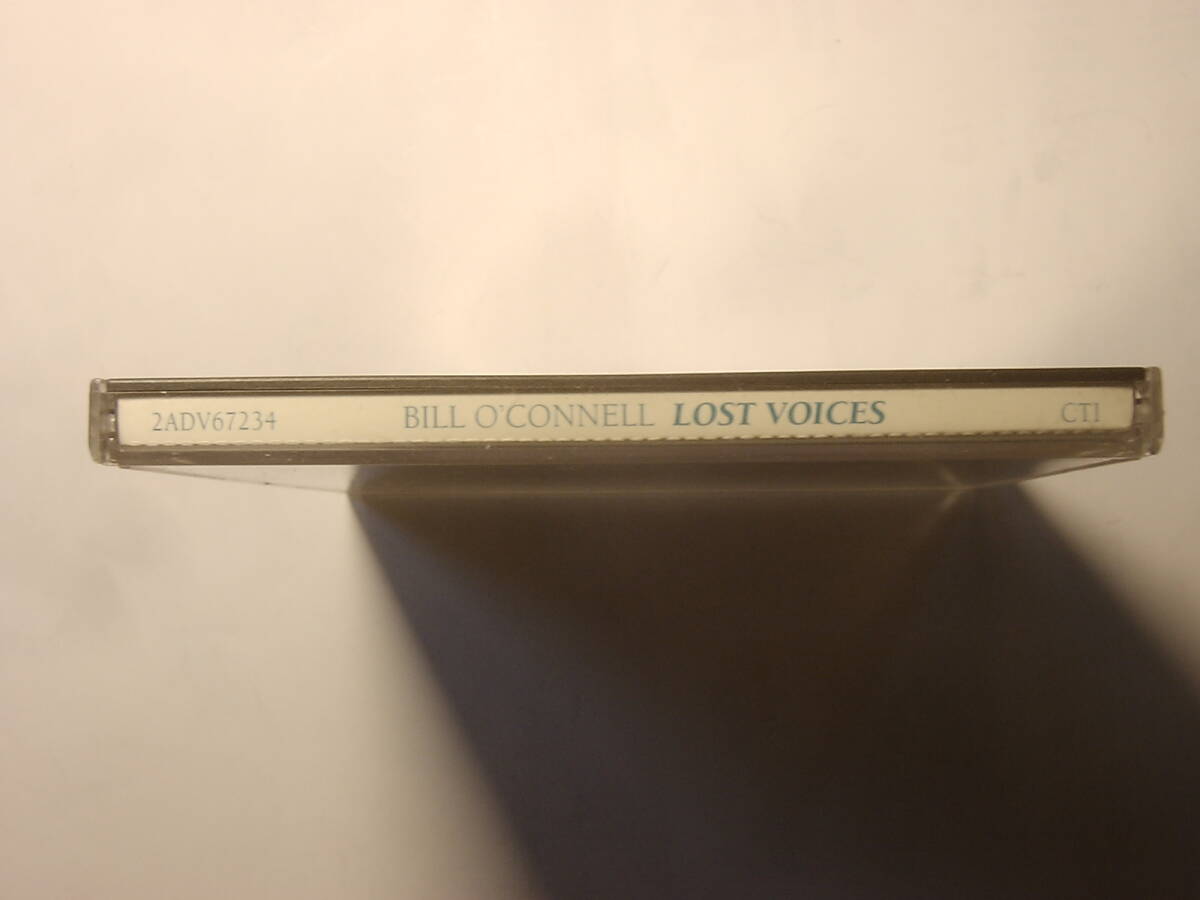 2ADV67234 BILL O'CONNELL LOST VOICES CTI